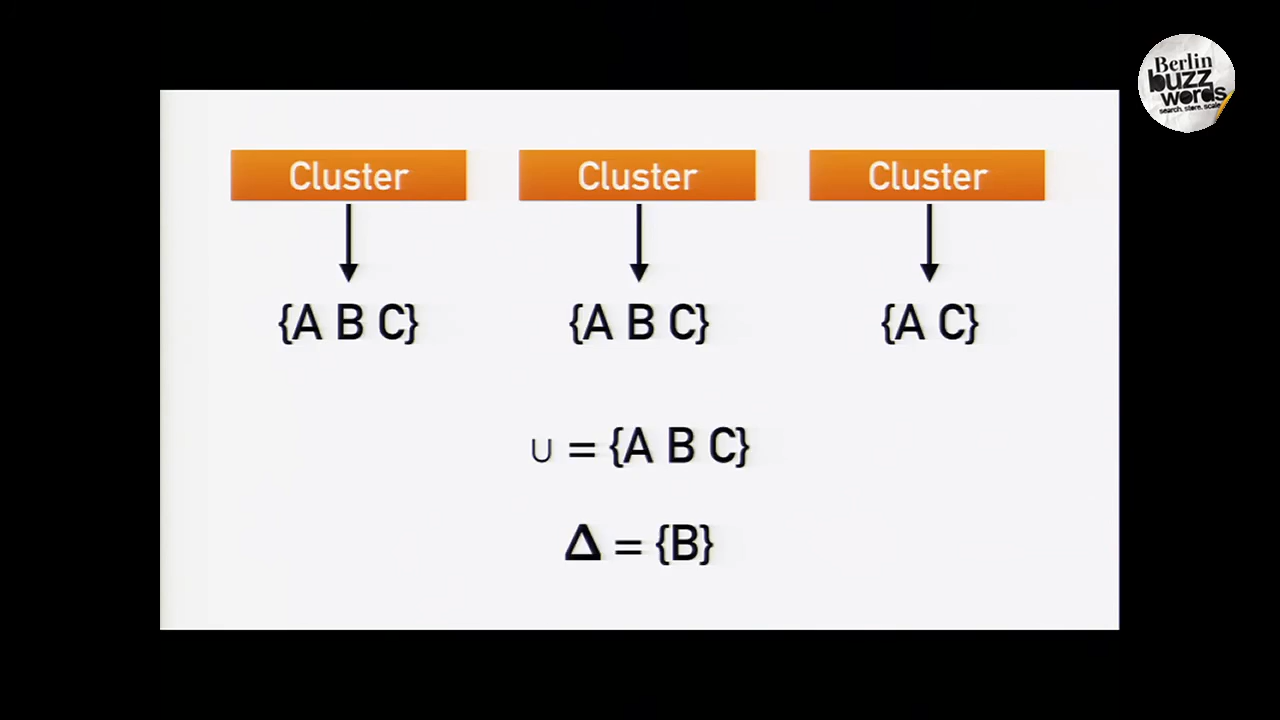 Berlin
buzz
words
search. store. scale
Cluster Cluster Cluster
{A B C} {A B C} {A C}
∪ = {A B C}
Δ = {B}